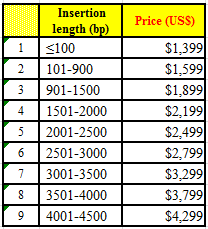 Insertion length (bp) Price (US$)
1 ≤100 $1,399
2 101-900 $1,599
3 901-1500 $1,899
4 1501-2000 $2,199
5 2001-2500 $2,499
6 2501-3000 $2,799
7 3001-3500 $3,299
8 3501-4000 $3,799
9 4001-4500 $4,299